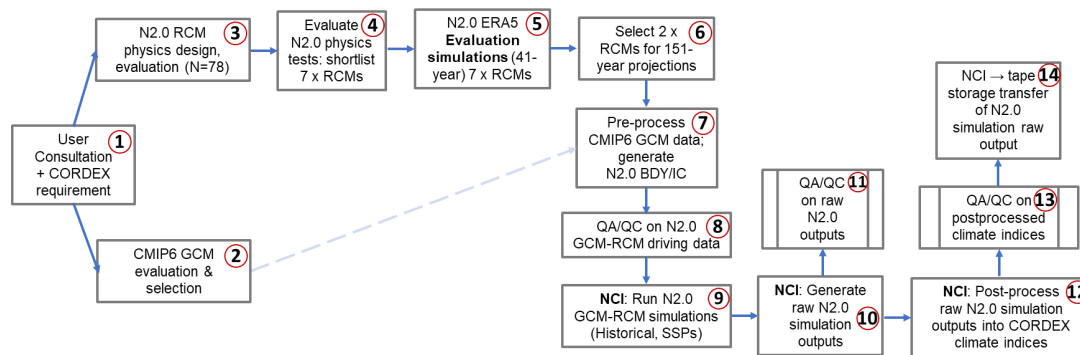 1
User
Consultation
+ CORDEX
requirement
2
CMIP6 GCM
evaluation &
selection
3
N2.0 RCM
physics design,
evaluation (N=78)
4
Evaluate
N2.0 physics
tests: shortlist
7 x RCMs
5
N2.0 ERA5
Evaluation
simulations (41-
year) 7 x RCMs
6
Select 2 x
RCMs for 151-
year projections
7
Pre-process
CMIP6 GCM data;
generate
N2.0 BDY/IC
8
QA/QC on N2.0
GCM-RCM driving data
9
NCI: Run N2.0
GCM-RCM simulations
(Historical, SSPs)
10
NCI: Generate
raw N2.0
simulation
outputs
11
QA/QC
on raw
N2.0
outputs
12
NCI: Post-process
raw N2.0 simulation
outputs into CORDEX
climate indices
13
QA/QC on
postprocessed
climate indices
14
NCI → tape
storage transfer
of N2.0
simulation raw
output